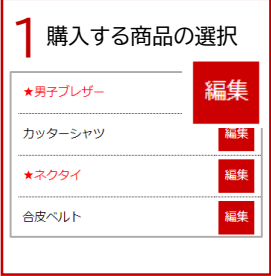 1 購入する商品の選択
★男子ブレザー 編集
カッターシャツ 編集
★ネクタイ 編集
合皮ベルト 編集